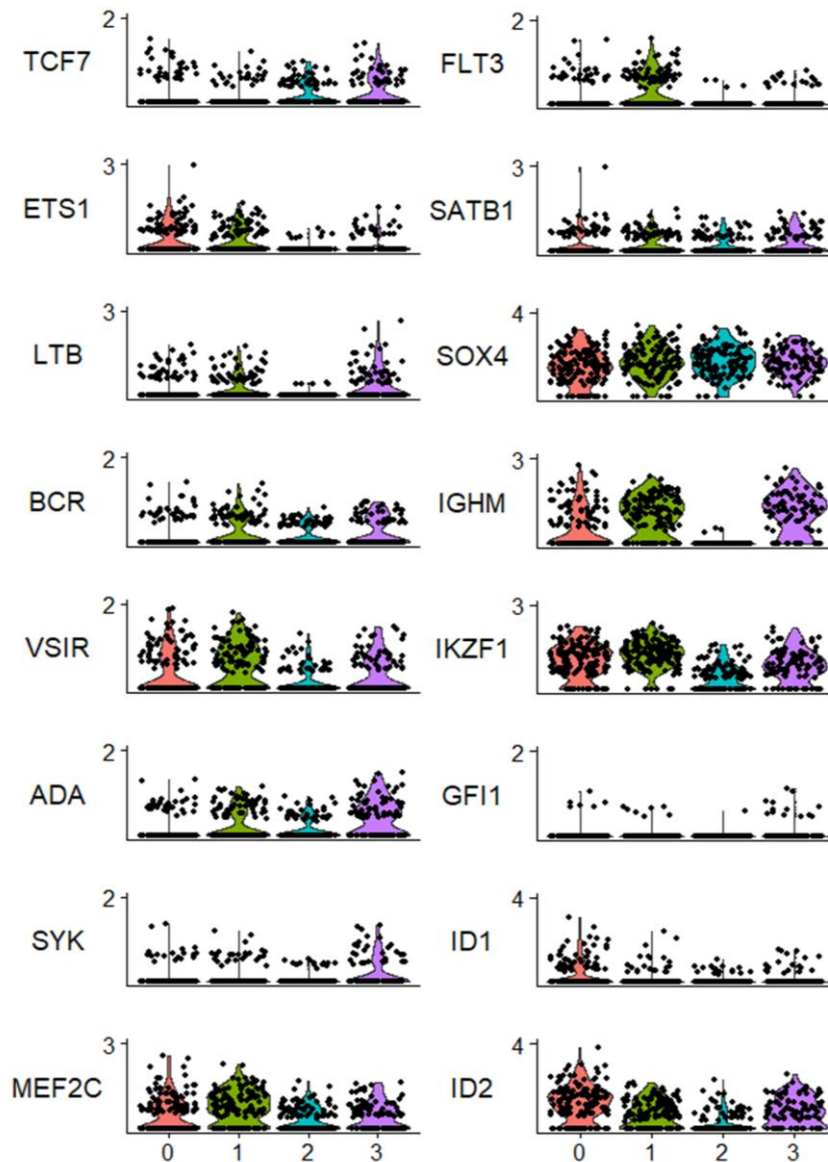 2
TCF7
2
FLT3
3
ETS1
3
SATB1
3
LTB
4
SOX4
2
BCR
3
IGHM
2
VSIR
3
IKZF1
2
ADA
2
GFI1
2
SYK
4
ID1
3
MEF2C
4
ID2
0 1 2 3
0 1 2 3